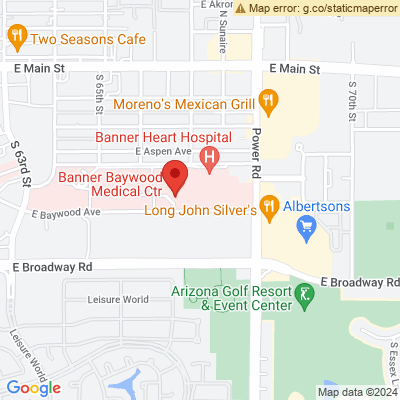 E Akron
Map error: g.co/staticmaperror
N Sunaire
Two Seasons Cafe
E Main St
E Main St
S 65th St
S 70th St
Moreno's Mexican Grill
S 63rd St
Banner Heart Hospital
Power Rd
E Aspen Ave
H
Banner Baywood
Medical Ctr
E Baywood Ave
Long John Silver's
Albertsons
E Broadway Rd
E Broadway Rd
Leisure World
Arizona Golf Resort
& Event Center
Leisure World
S Essex L
Google
Map data ©2024